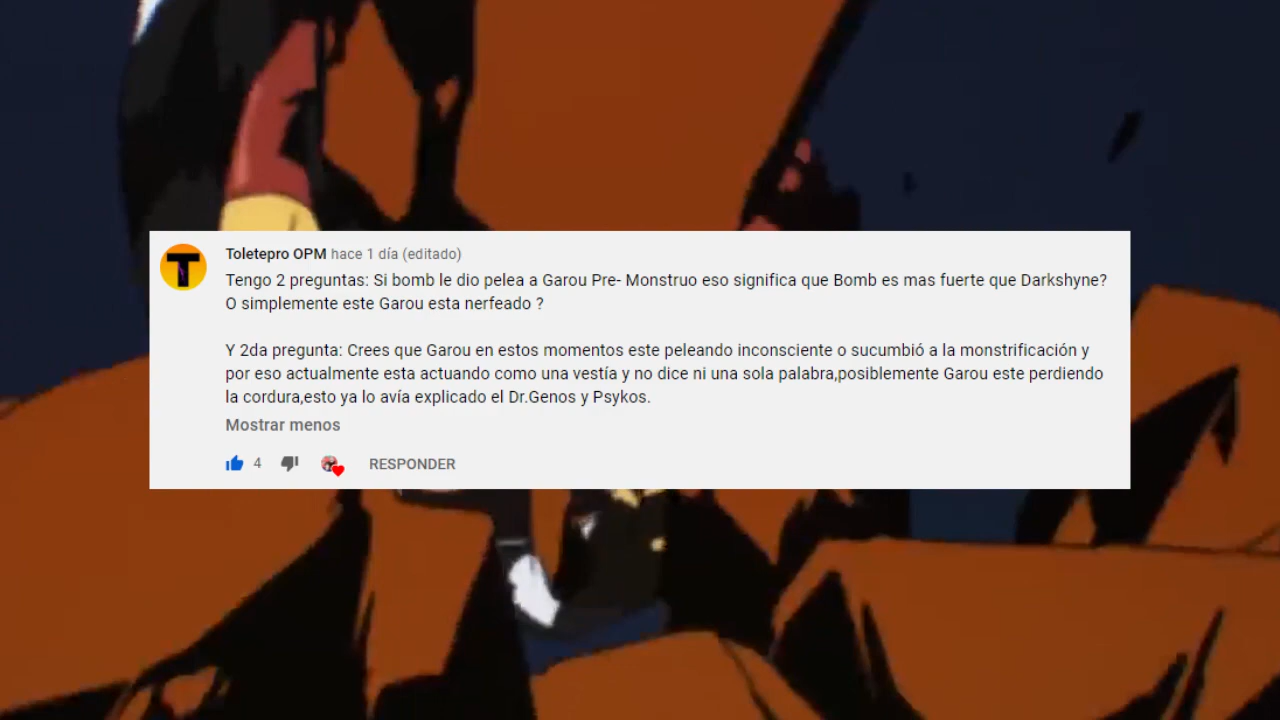 Toletepro OPM hace 1 día (editado)
Tengo 2 preguntas: Si bomb le dio pelea a Garou Pre- Monstruo eso significa que Bomb es mas fuerte que Darkshyne?
O simplemente este Garou esta nerfeado ?
Y 2da pregunta: Crees que Garou en estos momentos este peleando inconsciente o sucumbió a la monstrificación y
por eso actualmente esta actuando como una vestía y no dice ni una sola palabra,posiblemente Garou este perdiendo
la cordura,esto ya lo avía explicado el Dr.Genos y Psykos.
Mostrar menos
4 RESPONDER